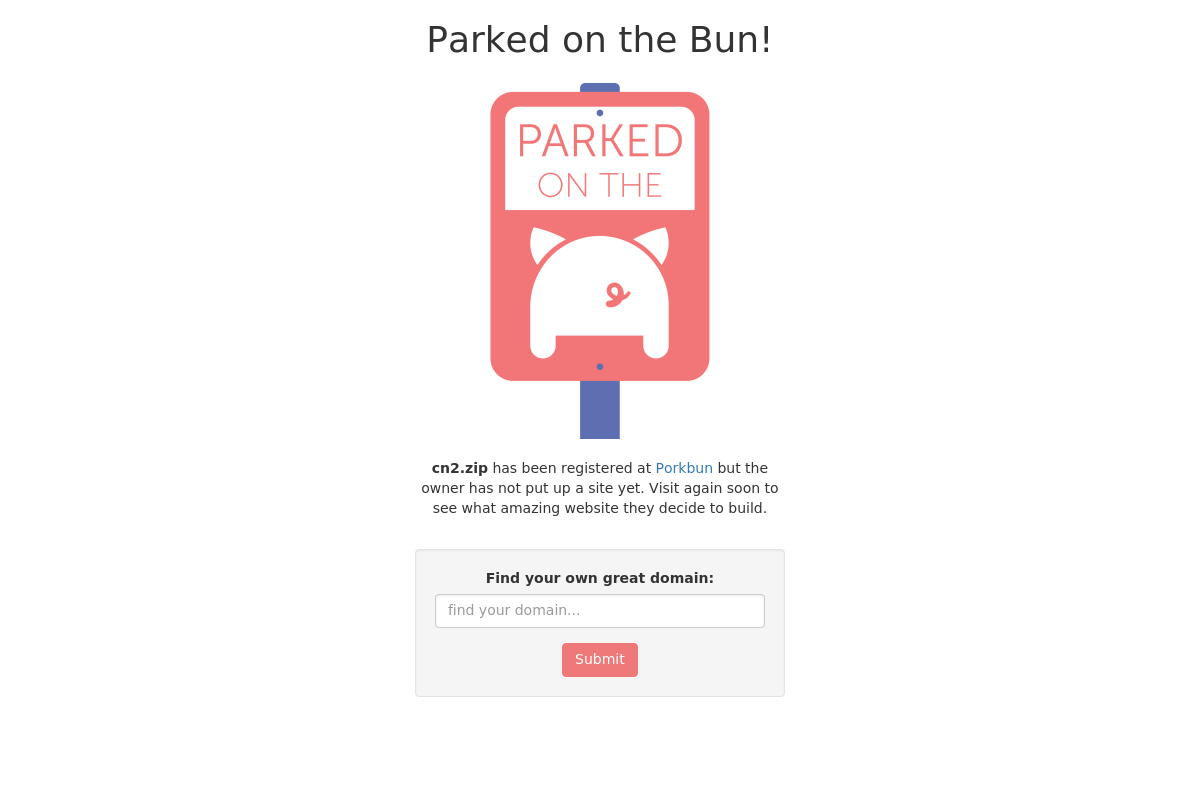 Parked on the Bun!
PARKED
ON THE
cn2.zip has been registered at Porkbun but the
owner has not put up a site yet. Visit again soon to
see what amazing website they decide to build.
Find your own great domain:
find your domain...
Submit